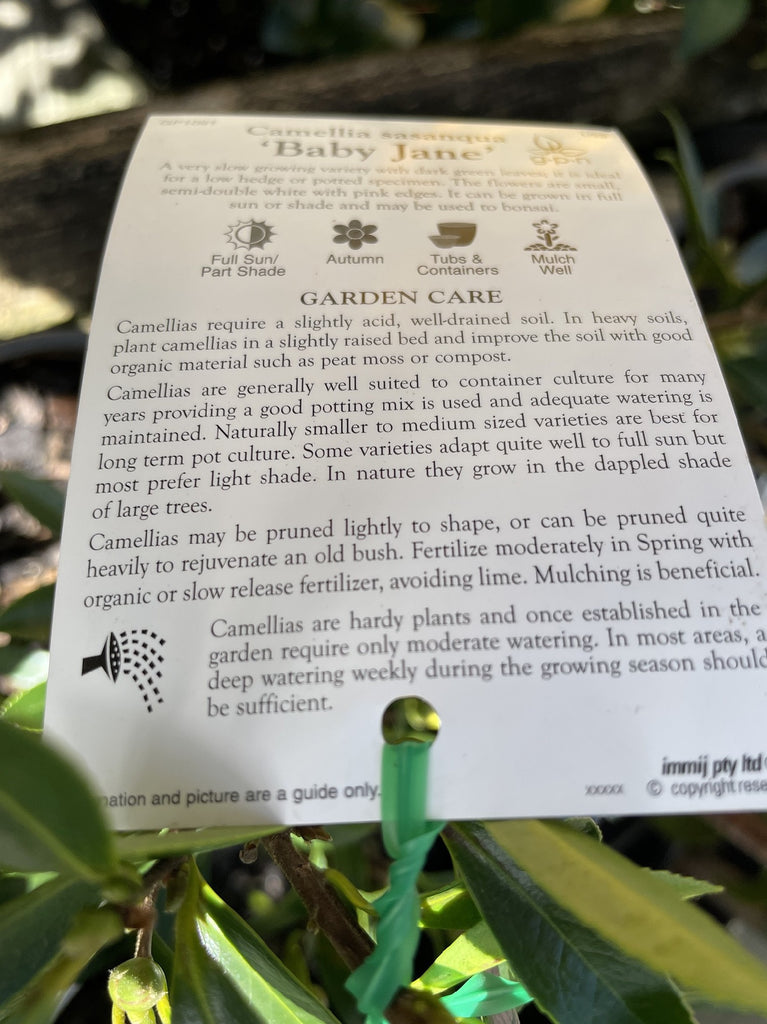 Camellia sasanqua
'Baby Jane'
g·p·n
A very slow growing variety with dark green leaves, it is ideal
for a low hedge or potted specimen. The flowers are small,
semi-double white with pink edges. It can be grown in full
sun or shade and may be used to bonsai.
Full Sun/
Part Shade
Autumn
Tubs &
Containers
Mulch
Well
GARDEN CARE
Camellias require a slightly acid, well-drained soil. In heavy soils,
plant camellias in a slightly raised bed and improve the soil with good
organic material such as peat moss or compost.
Camellias are generally well suited to container culture for many
years providing a good potting mix is used and adequate watering is
maintained. Naturally smaller to medium sized varieties are best for
long term pot culture. Some varieties adapt quite well to full sun but
most prefer light shade. In nature they grow in the dappled shade
of large trees.
Camellias may be pruned lightly to shape, or can be pruned quite
heavily to rejuvenate an old bush. Fertilize moderately in Spring with
organic or slow release fertilizer, avoiding lime. Mulching is beneficial.
Camellias are hardy plants and once established in the
garden require only moderate watering. In most areas, a
deep watering weekly during the growing season should
be sufficient.
immij pty ltd
mation and picture are a guide only.
xxxxx © copyright rese